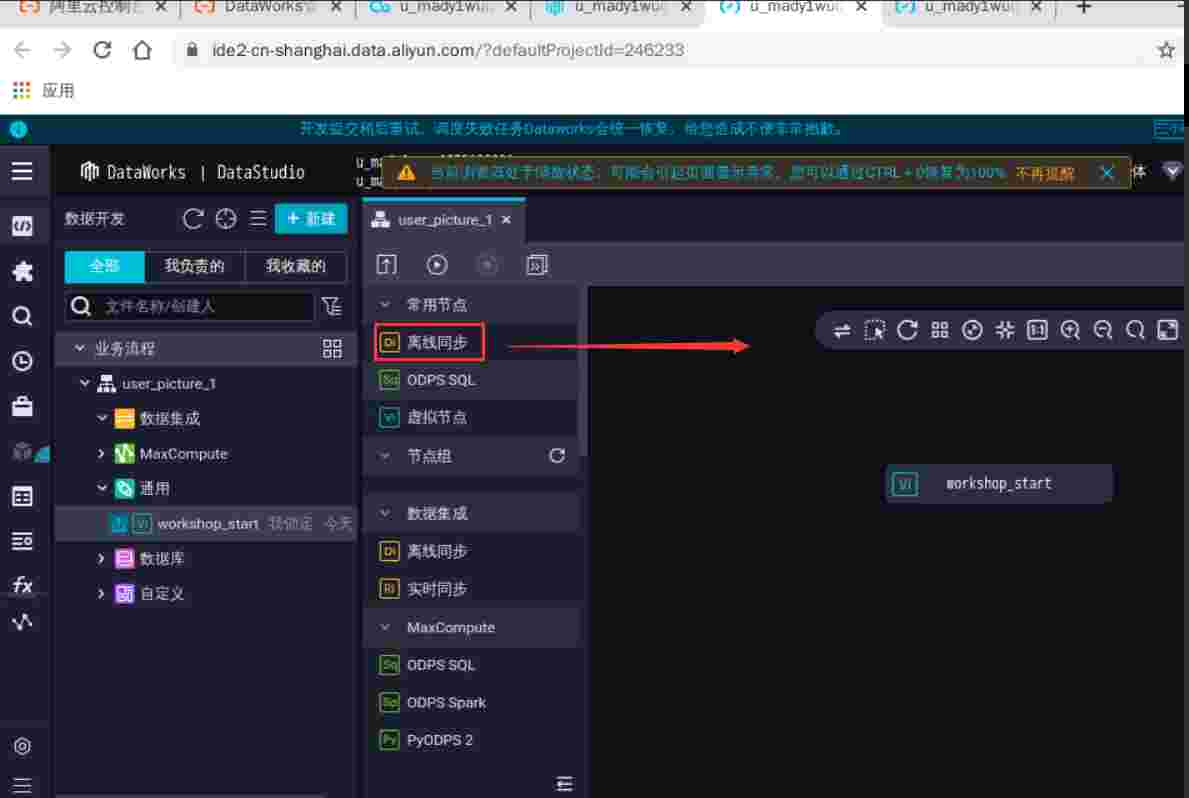 阿里云控制台
DataWorks
u_mady1wu
u_mady1wu
u_mady1wu
u_mady1wu
ide2-cn-shanghai.data.aliyun.com/?defaultProjectId=246233
应用
开发提交稍后重试，调度失败任务Dataworks会统一恢复，给您造成不便非常抱歉。
DataWorks | DataStudio
当前浏览器处于缩放状态，可能会引起页面显示异常，您可以通过CTRL + 0恢复为100%
不再提醒
体
数据开发
新建
全部
我负责的
我收藏的
文件名称/创建人
业务流程
user_picture_1
数据集成
MaxCompute
通用
Vi workshop_start 我锁定 今天
数据库
自定义
fx
user_picture_1
常用节点
Di 离线同步
Sq ODPS SQL
Vi 虚拟节点
节点组
数据集成
Di 离线同步
Ri 实时同步
MaxCompute
Sq ODPS SQL
Sp ODPS Spark
Py PyODPS 2
1:1
Vi workshop_start